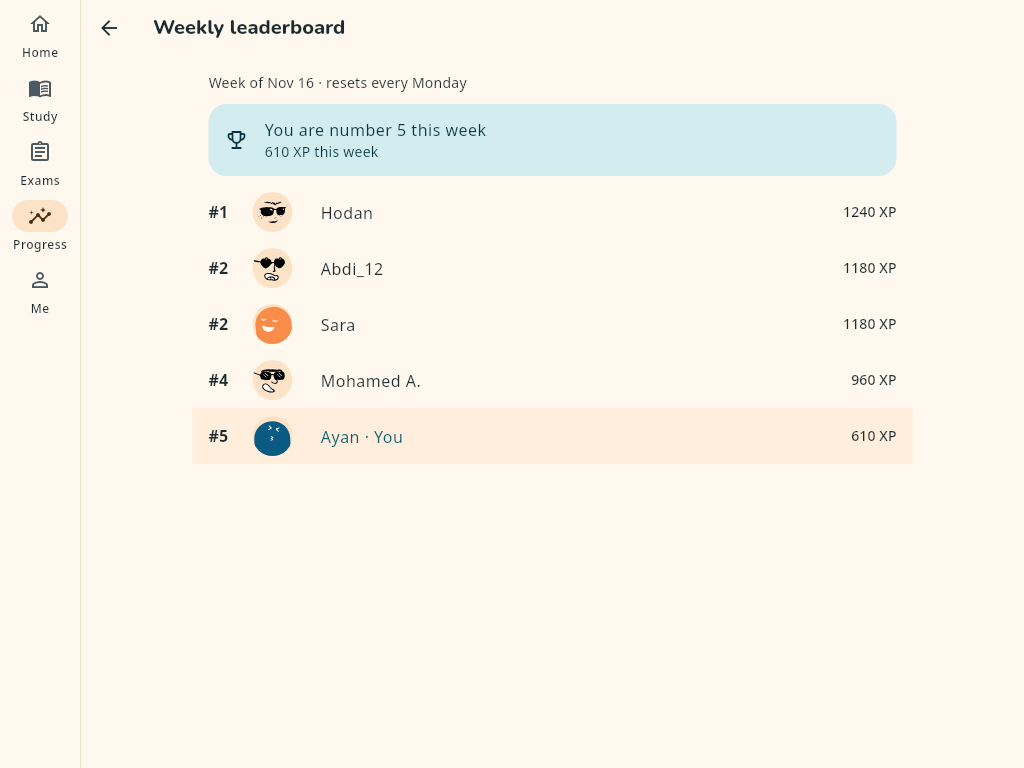 Home
Study
Exams
Progress
Me
Weekly leaderboard
Week of Nov 16 · resets every Monday
You are number 5 this week
610 XP this week
#1 Hodan 1240 XP
#2 Abdi_12 1180 XP
#2 Sara 1180 XP
#4 Mohamed A. 960 XP
#5 Ayan · You 610 XP